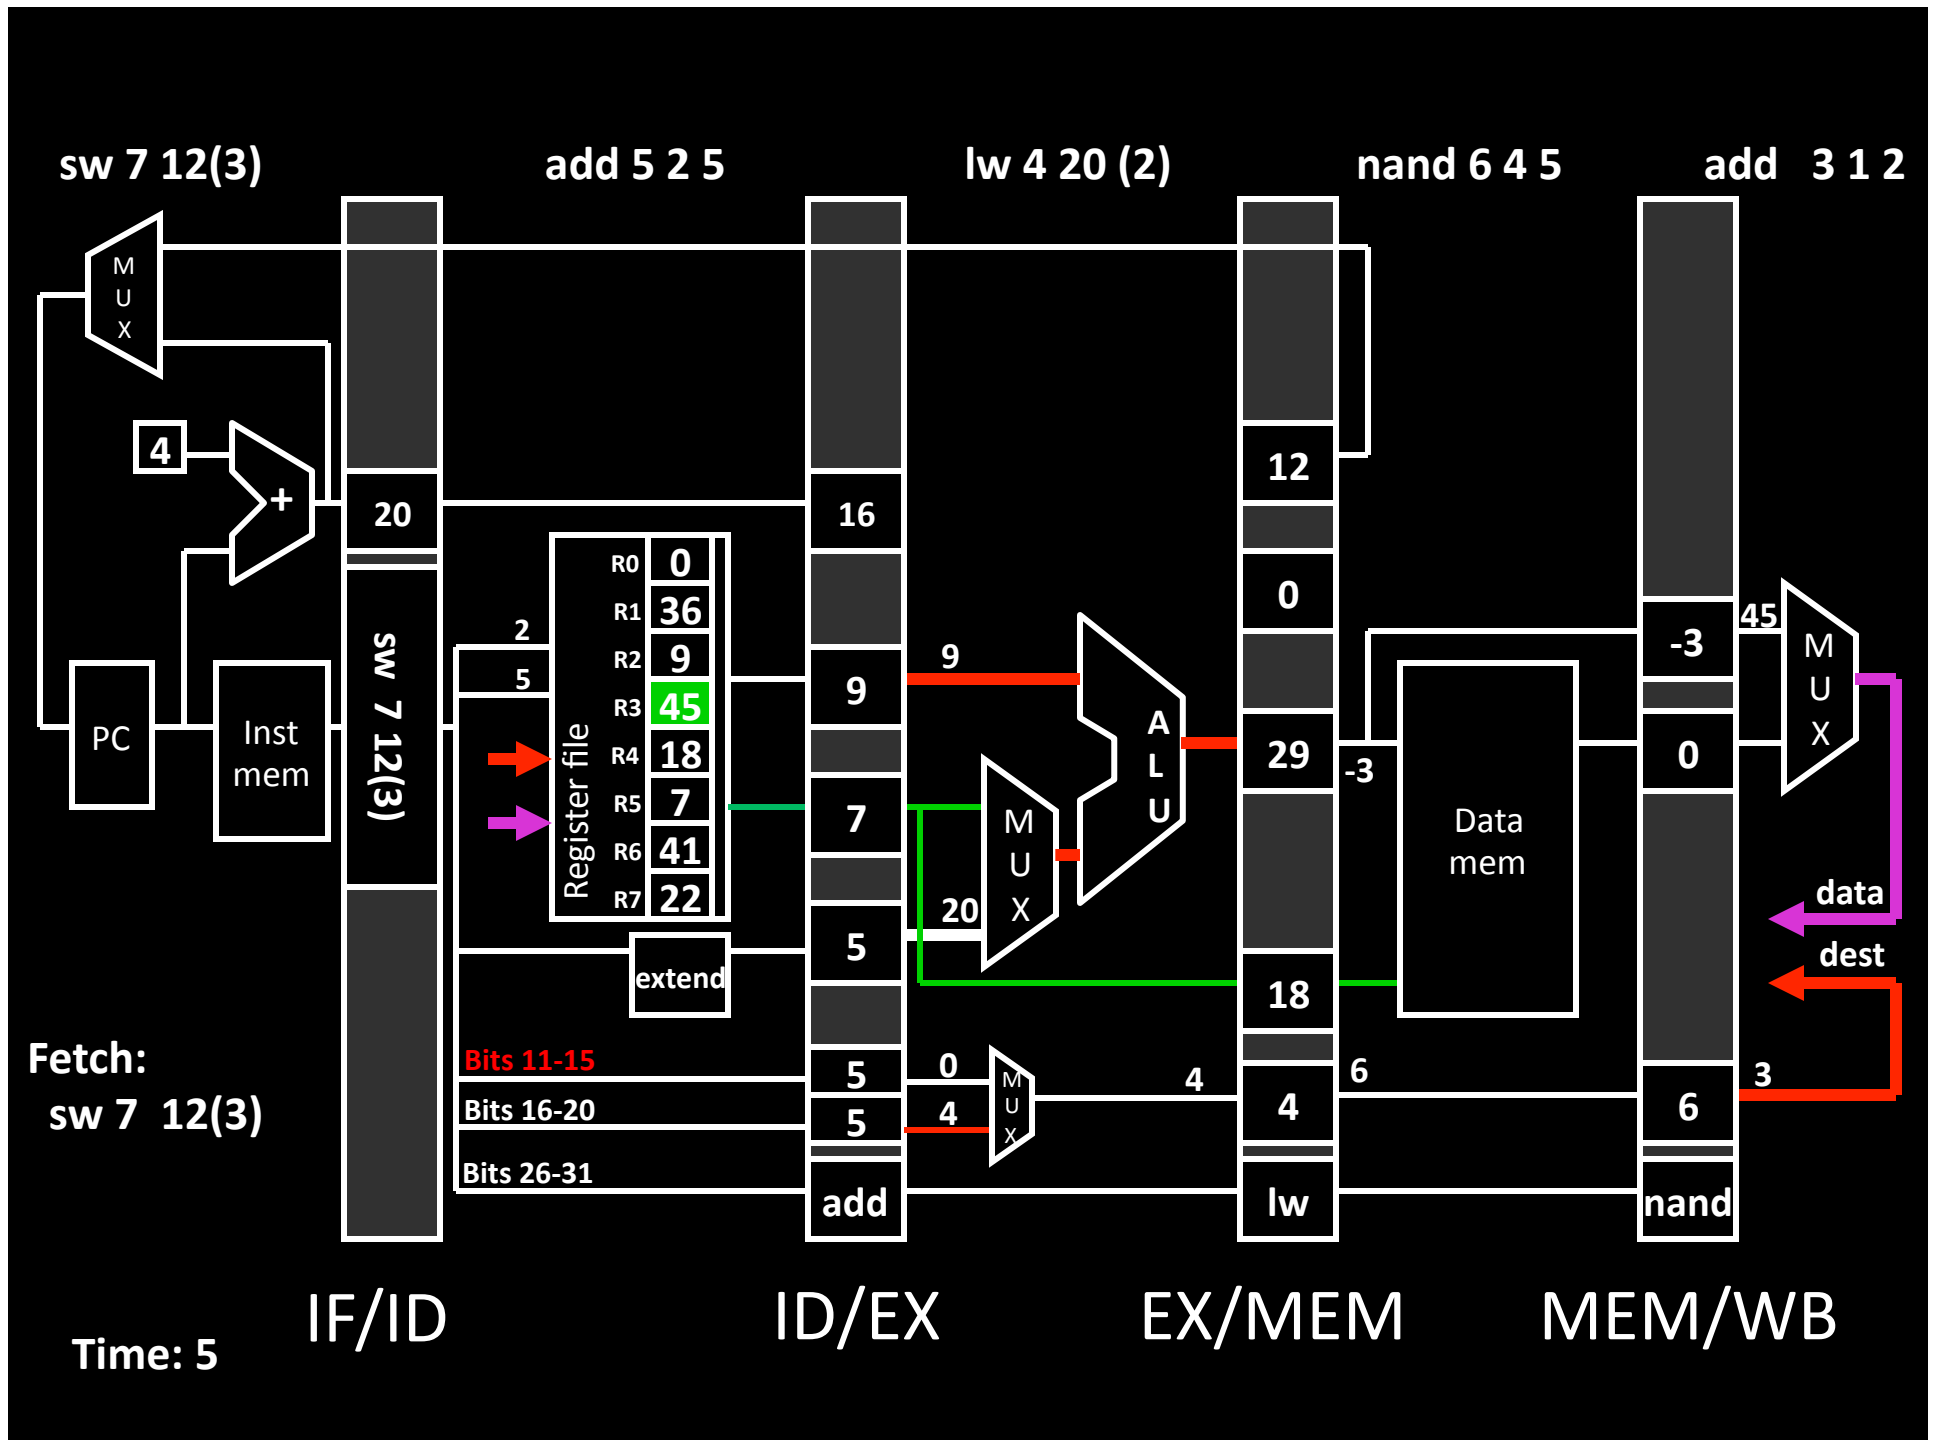 sw 7 12(3)
add 5 2 5
lw 4 20 (2)
nand 6 4 5
add 3 1 2
M
U
X
4
+
PC
Inst
mem
20
sw 7 12(3)
2
5
Register file
R0 0
R1 36
R2 9
R3 45
R4 18
R5 7
R6 41
R7 22
extend
Bits 11-15
Bits 16-20
Bits 26-31
16
9
7
5
5
5
add
9
20
M
U
X
A
L
U
0
4
M
U
X
4
12
0
29
18
4
lw
-3
6
Data
mem
-3
0
6
nand
45
M
U
X
data
dest
3
Fetch:
sw 7 12(3)
IF/ID
ID/EX
EX/MEM
MEM/WB
Time: 5